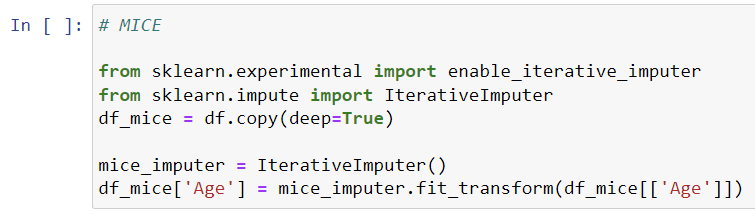 In [ ]: # MICE
from sklearn.experimental import enable_iterative_imputer
from sklearn.impute import IterativeImputer
df_mice = df.copy(deep=True)
mice_imputer = IterativeImputer()
df_mice['Age'] = mice_imputer.fit_transform(df_mice[['Age']])